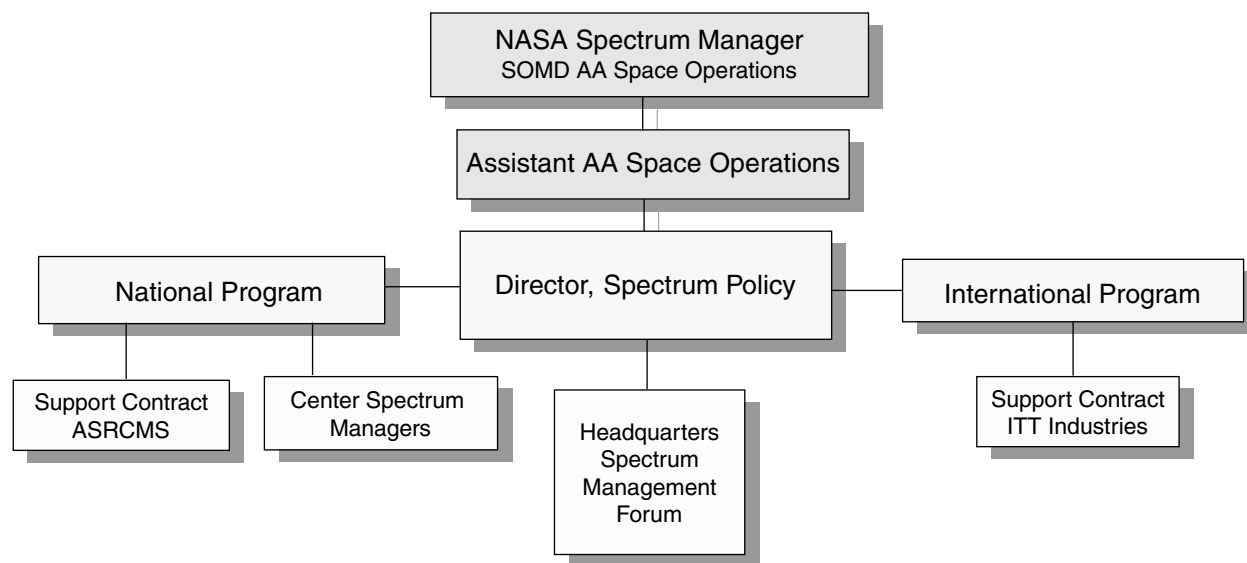 NASA Spectrum Manager
SOMD AA Space Operations
Assistant AA Space Operations
Director, Spectrum Policy
National Program
International Program
Support Contract
ASRCMS
Center Spectrum
Managers
Headquarters
Spectrum
Management
Forum
Support Contract
ITT Industries